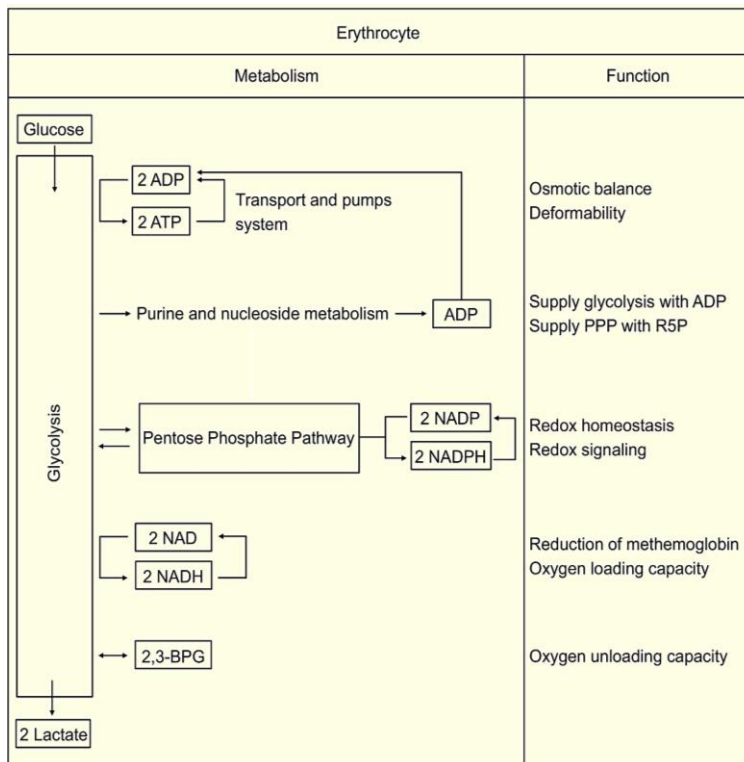 Erythrocyte
Metabolism
Function
Glucose
2 ADP
2 ATP
Transport and pumps
system
Osmotic balance
Deformability
Purine and nucleoside metabolism
ADP
Supply glycolysis with ADP
Supply PPP with R5P
Glycolysis
Pentose Phosphate Pathway
2 NADP
2 NADPH
Redox homeostasis
Redox signaling
2 NAD
2 NADH
Reduction of methemoglobin
Oxygen loading capacity
2,3-BPG
Oxygen unloading capacity
2 Lactate